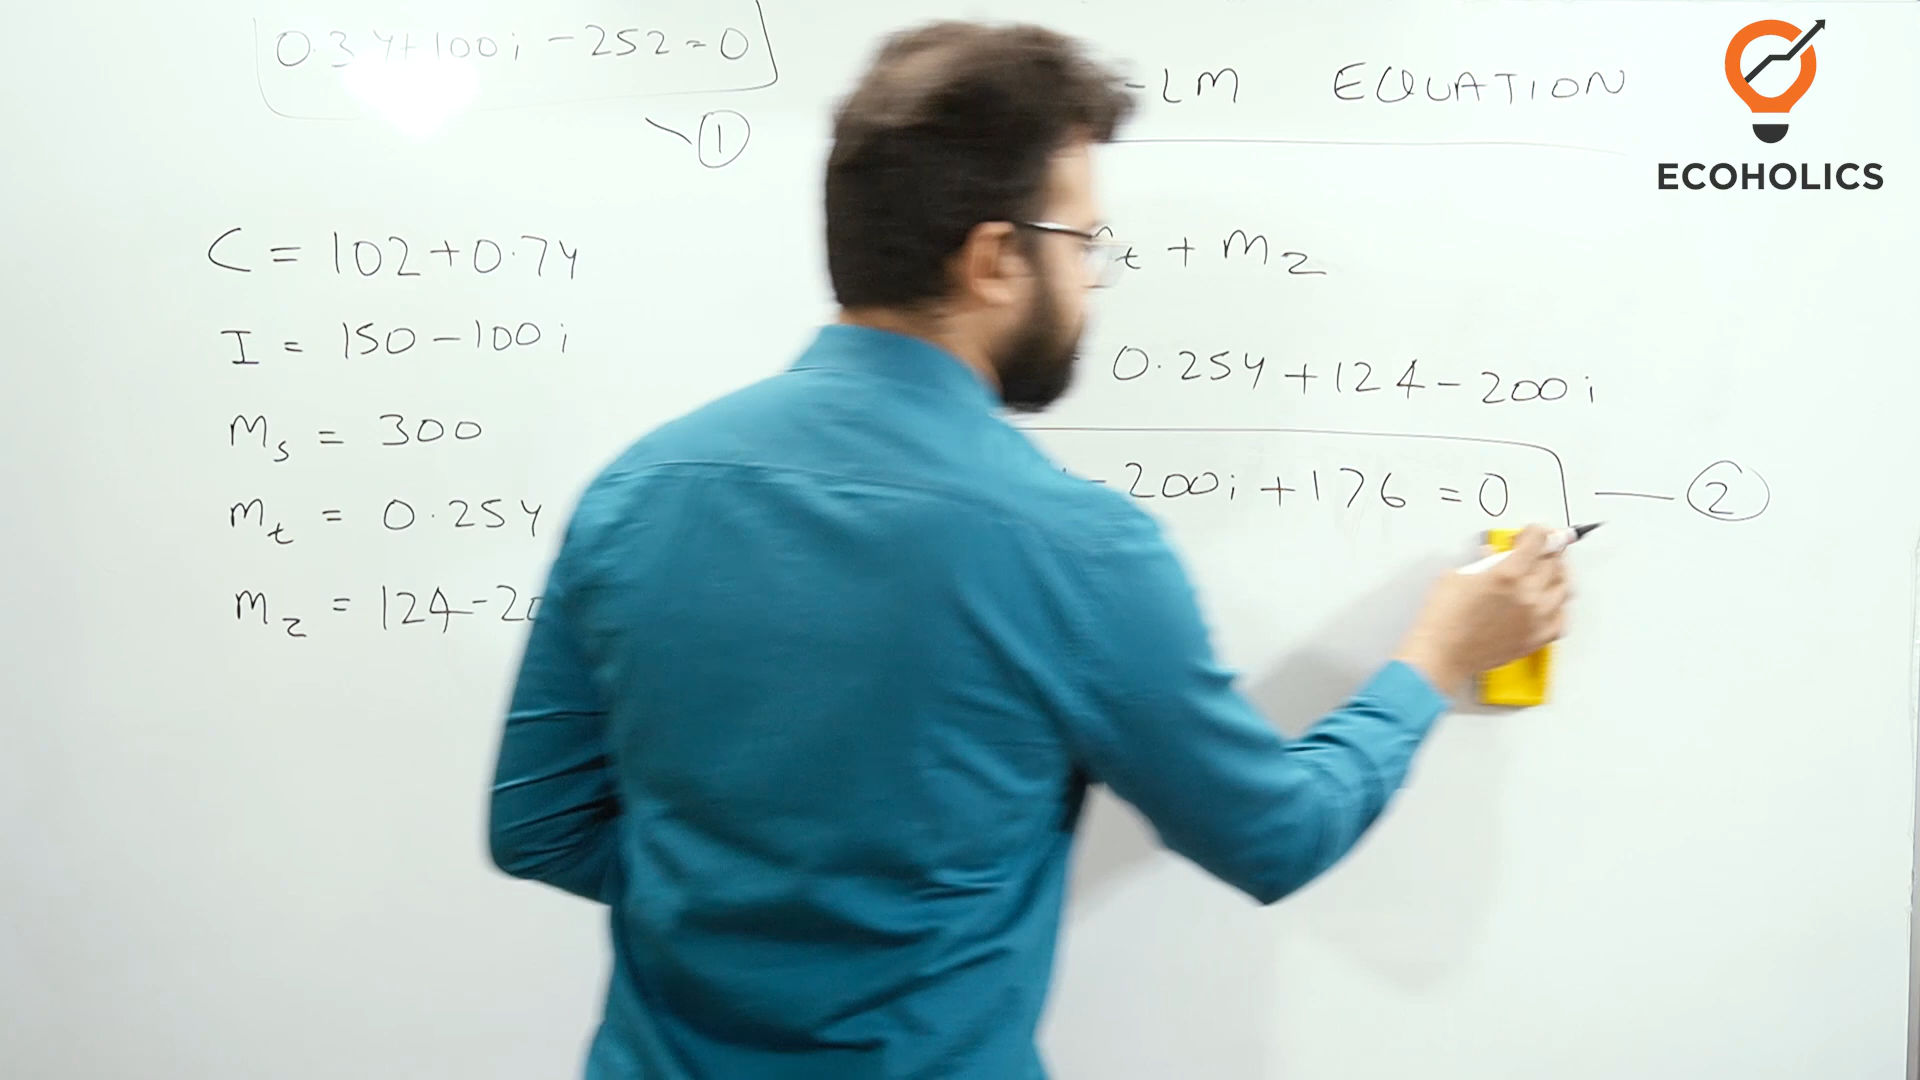 0.3Y+100i -252=0
1
-LM EQUATION
ECOHOLICS
C = 102+0.7Y
I = 150-100i
Ms = 300
mt = 0.25Y
mz = 124-20
t + mz
0.25Y+124-200i
-200i+176=0
2